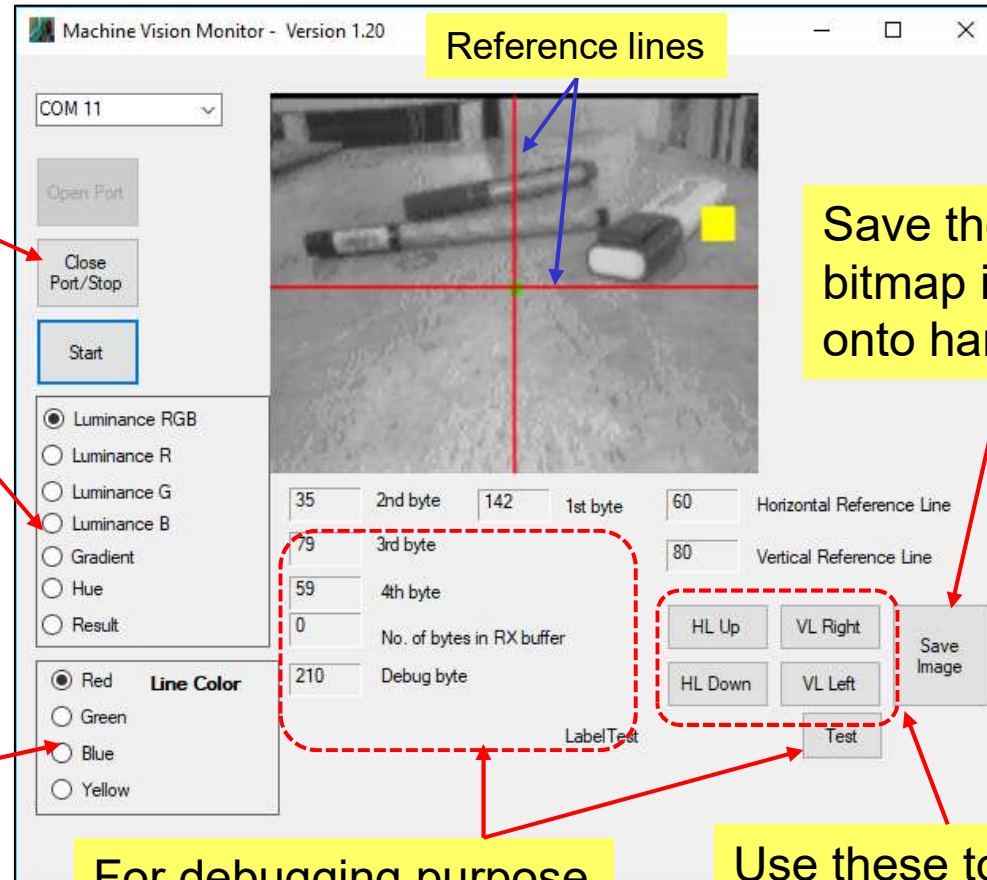 Machine Vision Monitor - Version 1.20
Reference lines
COM 11
Open Port
Close
Port/Stop
Start
Save the
bitmap i
onto har
Luminance RGB
Luminance R
Luminance G
Luminance B
Gradient
Hue
Result
35 2nd byte 142 1st byte 60 Horizontal Reference Line
79 3rd byte 80 Vertical Reference Line
59 4th byte
0 No. of bytes in RX buffer
210 Debug byte
HL Up VL Right
HL Down VL Left
Save
Image
LabelTest Test
Red Line Color
Green
Blue
Yellow
For debugging purpose
Use these to